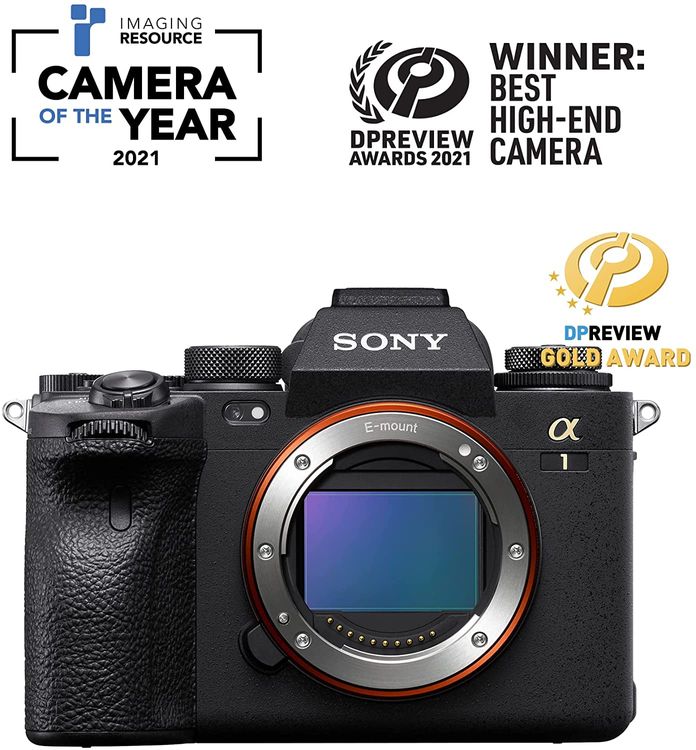 IMAGING
RESOURCE
CAMERA
OF THE YEAR
2021
DPREVIEW
AWARDS 2021
WINNER:
BEST
HIGH-END
CAMERA
DPREVIEW
GOLD AWARD
SONY
E-mount
α
1